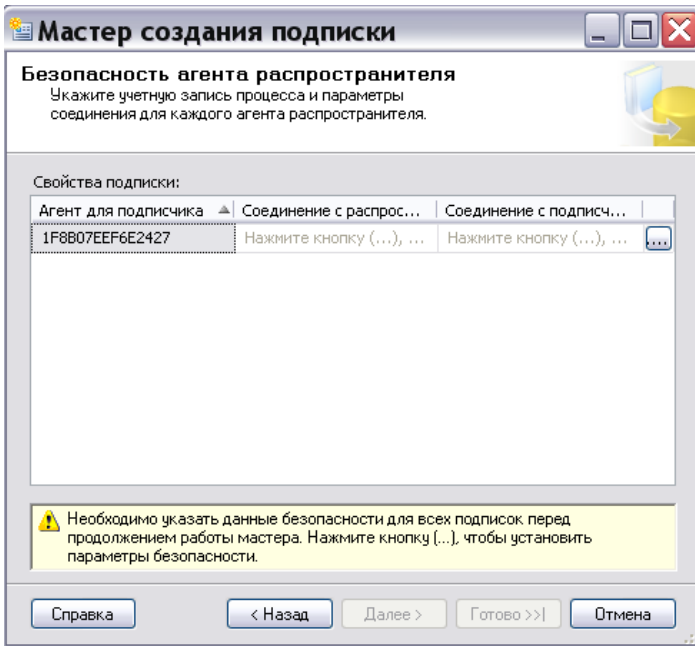 Мастер создания подписки
Безопасность агента распространителя
Укажите учетную запись процесса и параметры
соединения для каждого агента распространителя.
Свойства подписки:
Агент для подписчика Соединение с распрос... Соединение с подписч...
1F8B07EEF6E2427 Нажмите кнопку (...), ... Нажмите кнопку (...), ... ...
Необходимо указать данные безопасности для всех подписок перед
продолжением работы мастера. Нажмите кнопку (...), чтобы установить
параметры безопасности.
Справка < Назад Далее > Готово >>| Отмена